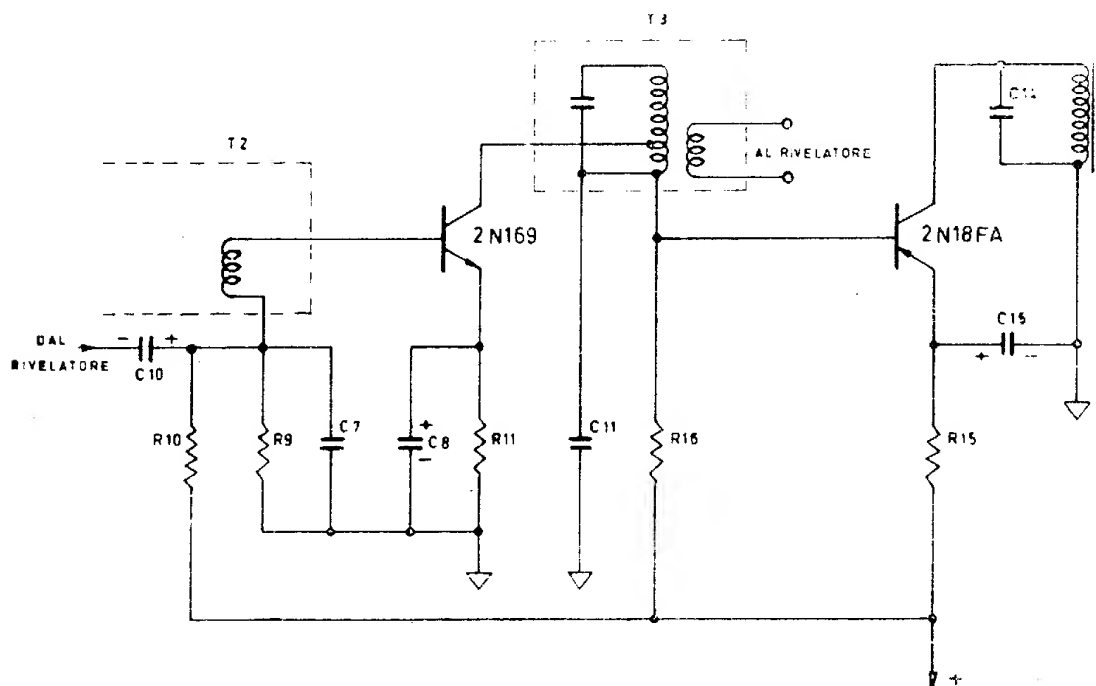 T3
T2
C14
AL RIVELATORE
2N169
2N18FA
DAL
RIVELATORE
- +
C10
C15
+ -
R10
R9
C7
+
C8
-
R11
C11
R16
R15
+